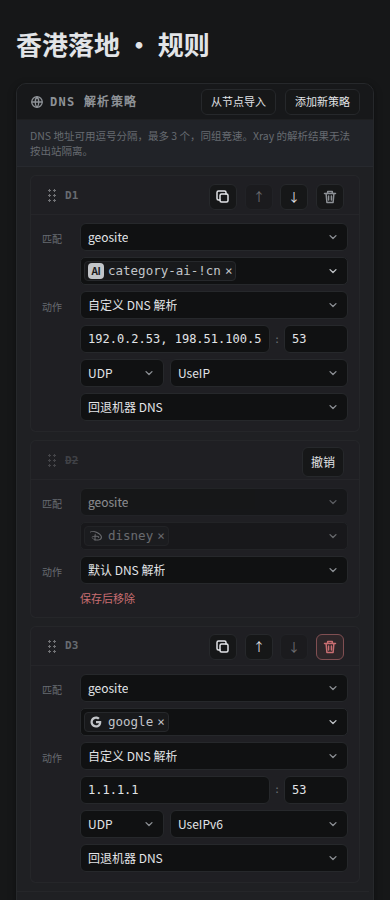 香港落地 • 规则
DNS 解析策略
从节点导入
添加新策略
DNS 地址可用逗号分隔，最多 3 个，同组竞速。Xray 的解析结果无法
按出站隔离。
D1
匹配
geosite
AI category-ai-!cn ×
动作
自定义 DNS 解析
192.0.2.53, 198.51.100.5 : 53
UDP
UseIP
回退机器 DNS
D2
撤销
匹配
geosite
disney ×
动作
默认 DNS 解析
保存后移除
D3
匹配
geosite
google ×
动作
自定义 DNS 解析
1.1.1.1 : 53
UDP
UseIPv6
回退机器 DNS